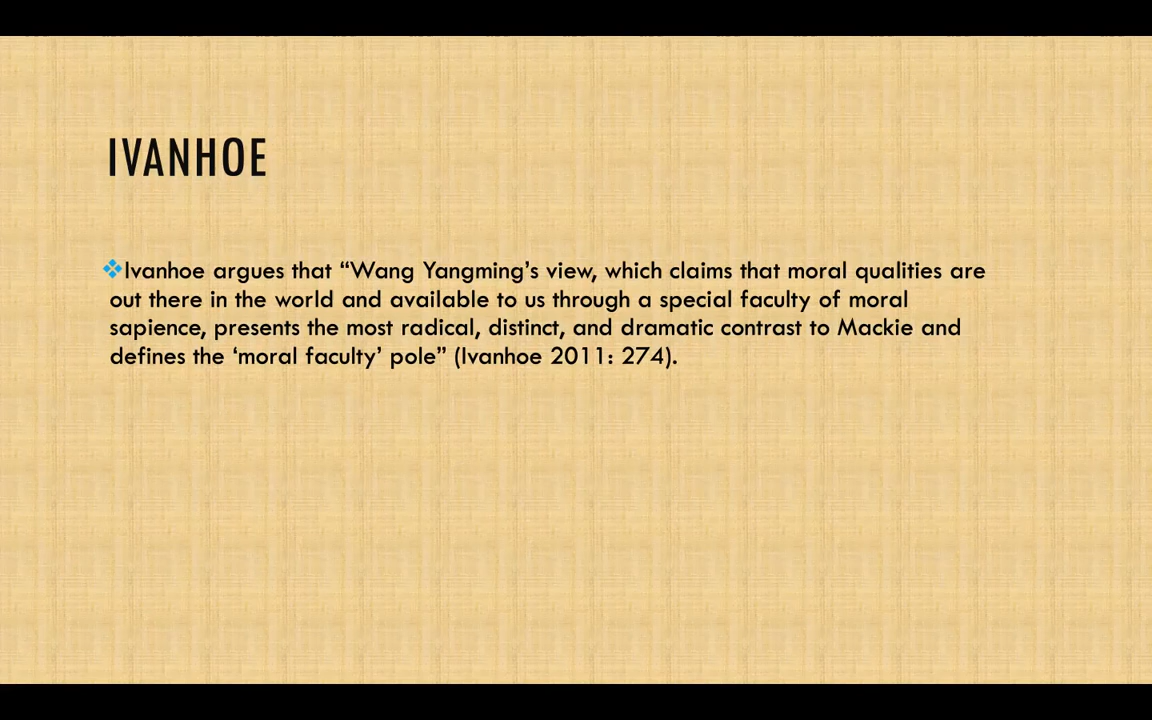 IVANHOE
Ivanhoe argues that “Wang Yangming’s view, which claims that moral qualities are
out there in the world and available to us through a special faculty of moral
sapience, presents the most radical, distinct, and dramatic contrast to Mackie and
defines the ‘moral faculty’ pole” (Ivanhoe 2011: 274).